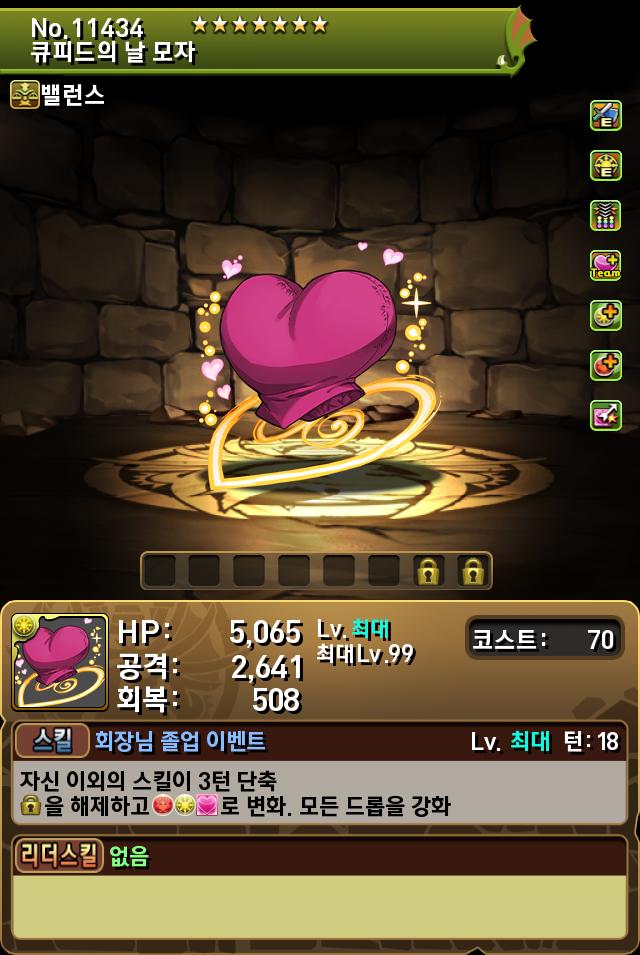 No.11434
큐피드의 날 모자
밸런스
E
E
Team
HP: 5,065
공격: 2,641
회복: 508
Lv.최대
최대Lv.99
코스트: 70
스킬 회장님 졸업 이벤트 Lv. 최대 턴:18
자신 이외의 스킬이 3턴 단축
을 해제하고 로 변화. 모든 드롭을 강화
리더스킬 없음